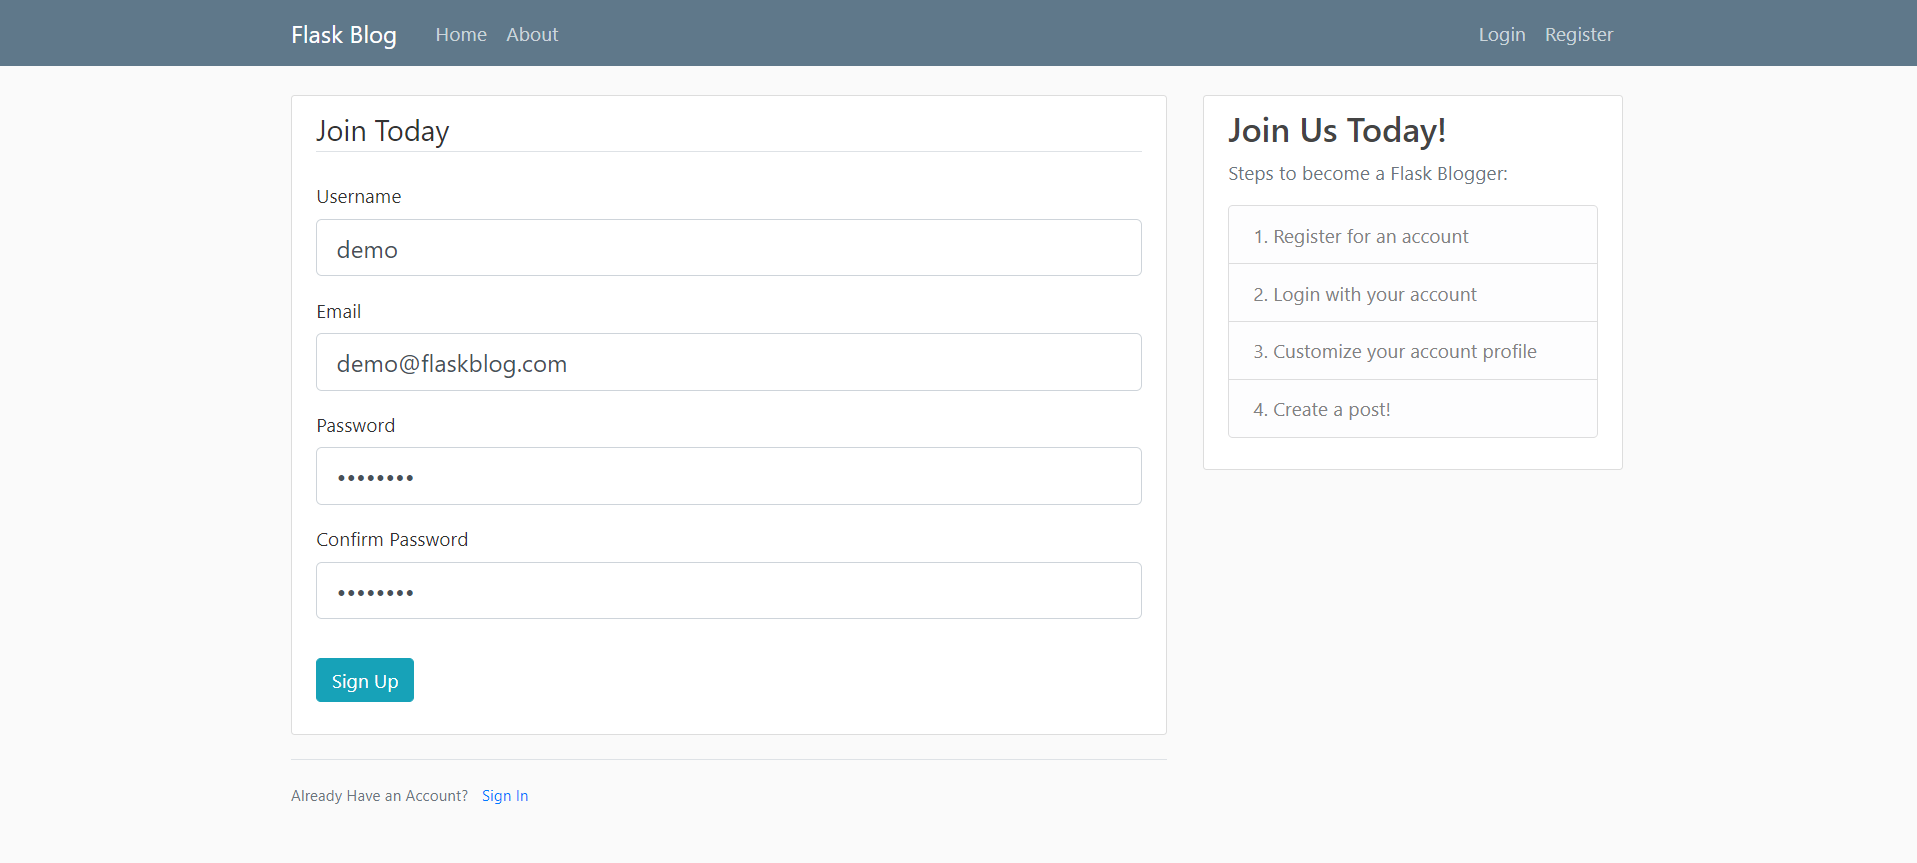 Flask Blog Home About Login Register
Join Today
Username
demo
Email
demo@flaskblog.com
Password
••••••••
Confirm Password
••••••••
Sign Up
Already Have an Account? Sign In
Join Us Today!
Steps to become a Flask Blogger:
1. Register for an account
2. Login with your account
3. Customize your account profile
4. Create a post!